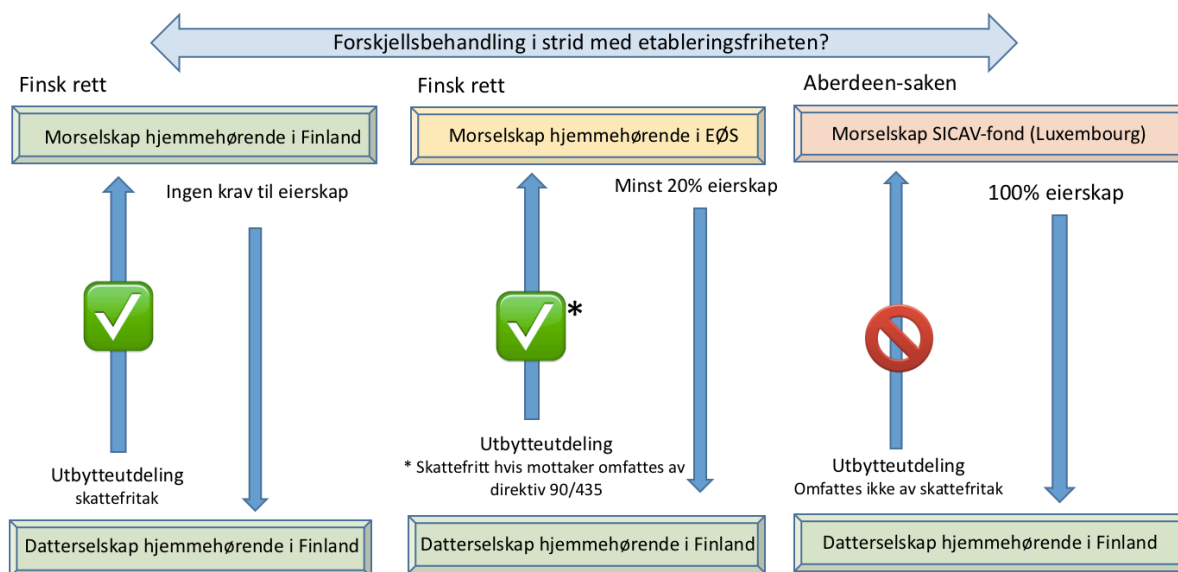 Forskjellsbehandling i strid med etableringsfriheten?
Finsk rett
Morselskap hjemmehørende i Finland
Ingen krav til eierskap
Utbytteutdeling
skattefritak
Datterselskap hjemmehørende i Finland
Finsk rett
Morselskap hjemmehørende i EØS
Minst 20% eierskap
*
Utbytteutdeling
* Skattefritt hvis mottaker omfattes av
direktiv 90/435
Datterselskap hjemmehørende i Finland
Aberdeen-saken
Morselskap SICAV-fond (Luxembourg)
100% eierskap
Utbytteutdeling
Omfattes ikke av skattefritak
Datterselskap hjemmehørende i Finland